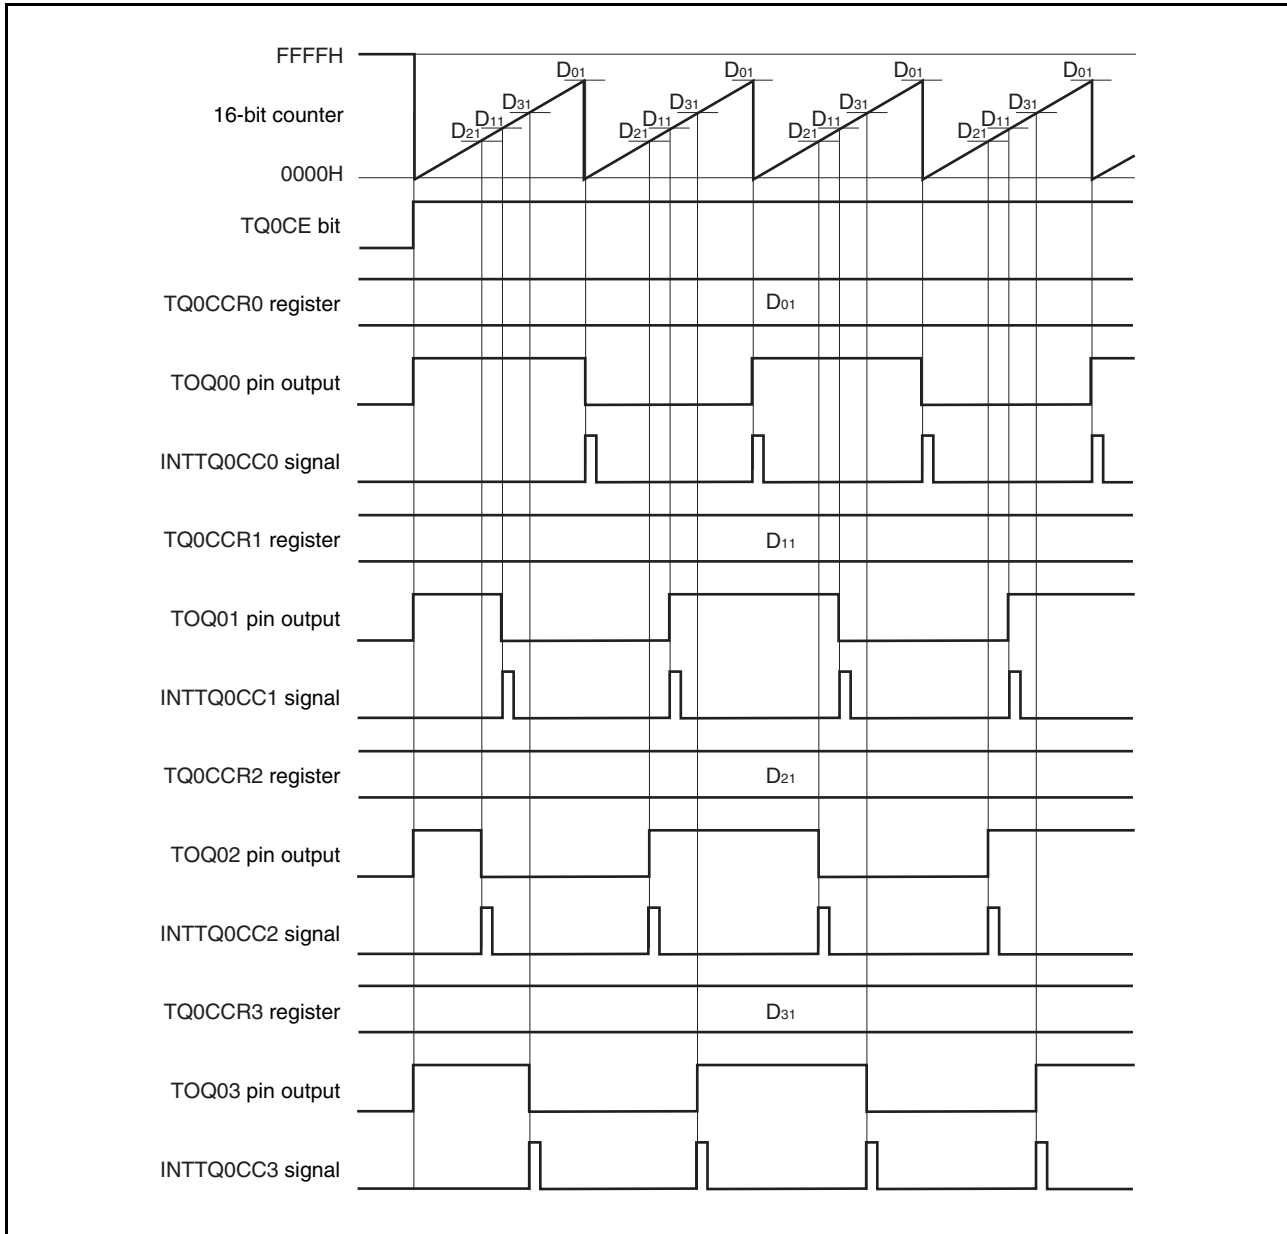 FFFFH
D01 D01 D01 D01
D31 D31 D31 D31
16-bit counter
D11 D11 D11 D11
D21 D21 D21 D21
0000H
TQ0CE bit
TQ0CCR0 register D01
TOQ00 pin output
INTTQ0CC0 signal
TQ0CCR1 register D11
TOQ01 pin output
INTTQ0CC1 signal
TQ0CCR2 register D21
TOQ02 pin output
INTTQ0CC2 signal
TQ0CCR3 register D31
TOQ03 pin output
INTTQ0CC3 signal